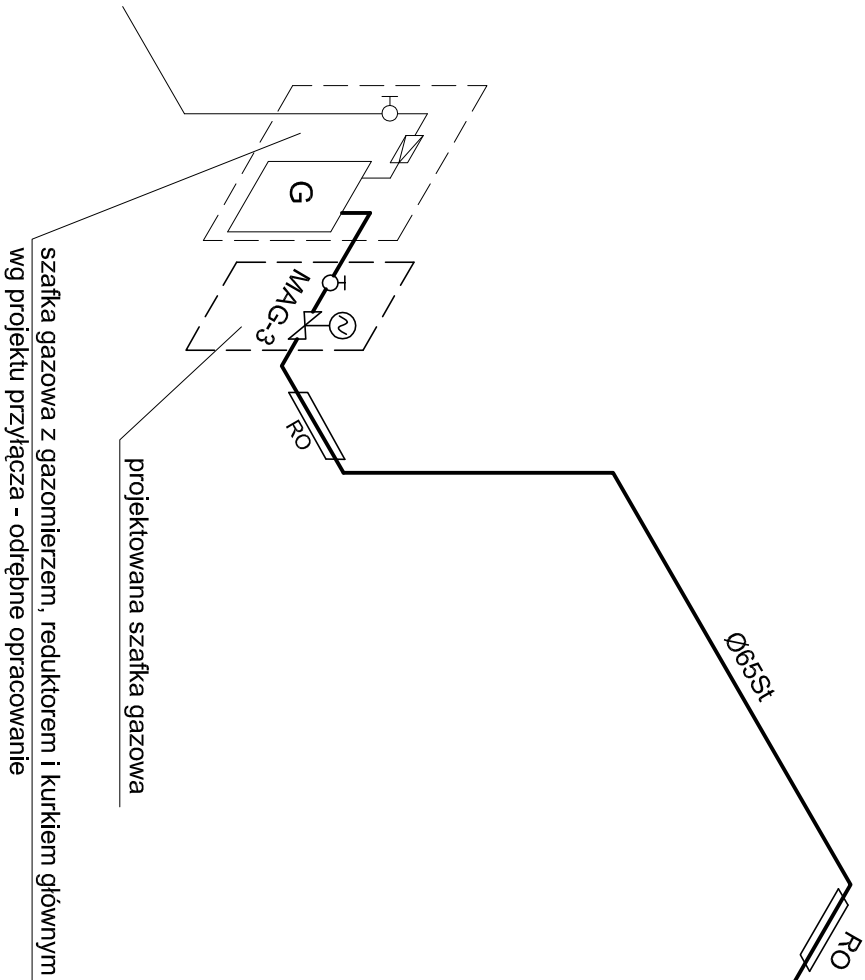 G
MAG-3
RO
Ø65St
RO
projektowana szafka gazowa
szafka gazowa z gazomierzem, reduktorem i kurkiem głównym
wg projektu przyłącza - odrębne opracowanie